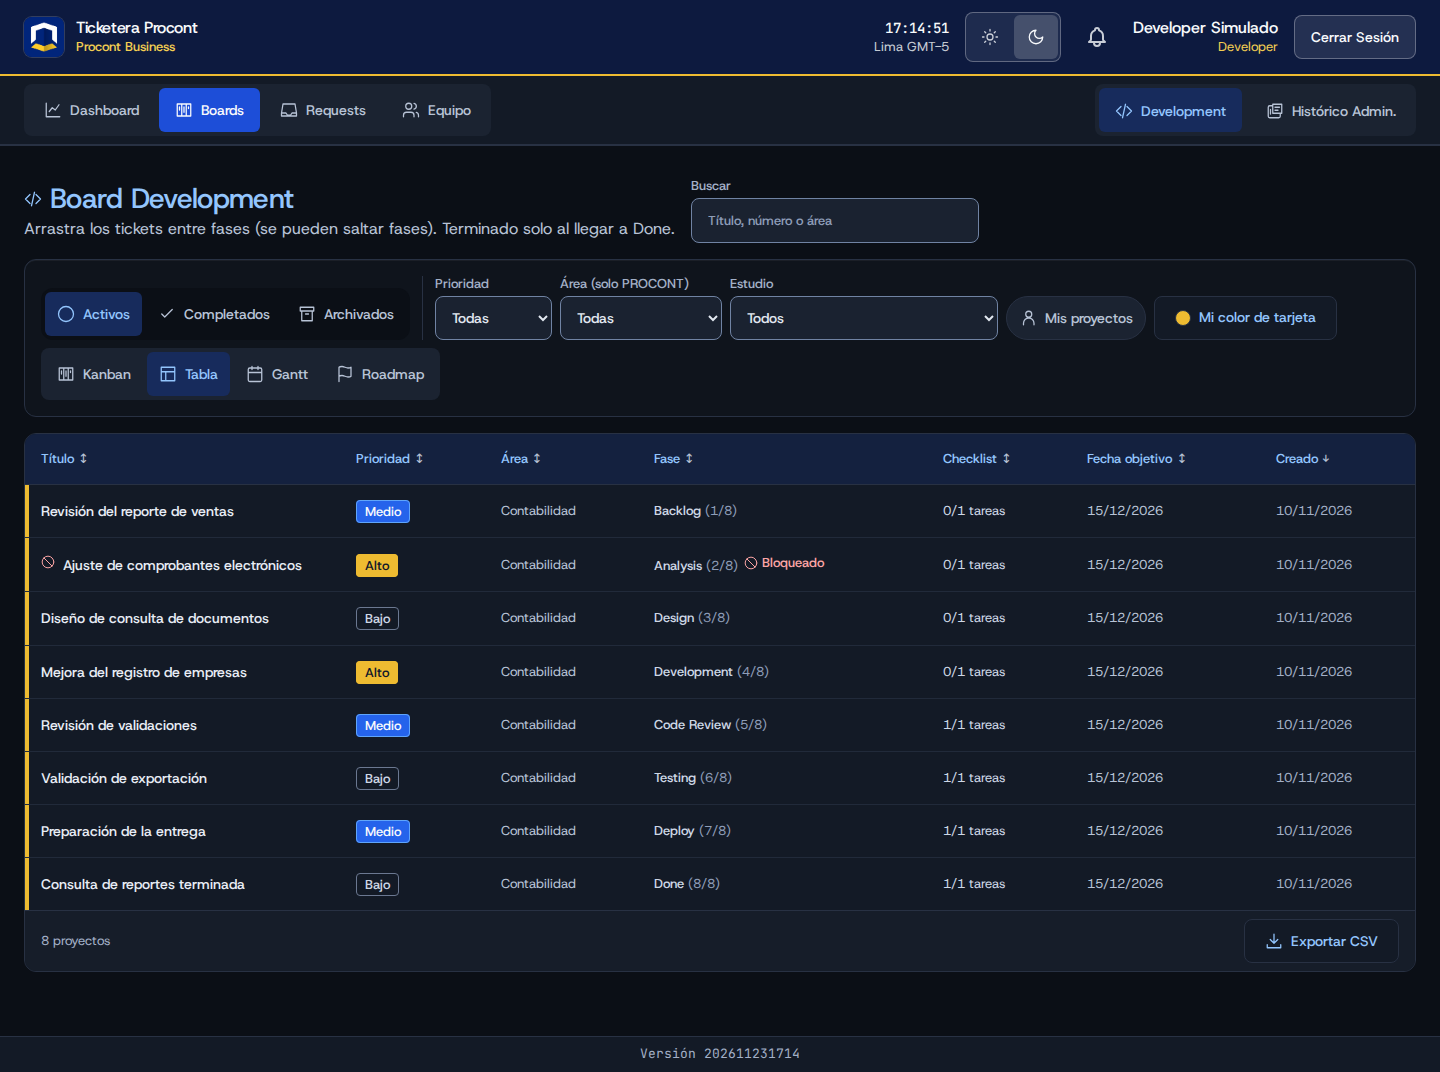 Ticketera Procont
Procont Business
17:14:51
Lima GMT-5
Developer Simulado
Developer
Cerrar Sesión
Dashboard
Boards
Requests
Equipo
Development
Histórico Admin.
Board Development
Arrastra los tickets entre fases (se pueden saltar fases). Terminado solo al llegar a Done.
Buscar
Título, número o área
Activos
Completados
Archivados
Prioridad
Todas
Área (solo PROCONT)
Todas
Estudio
Todos
Mis proyectos
Mi color de tarjeta
Kanban
Tabla
Gantt
Roadmap
Título ↕ Prioridad ↕ Área ↕ Fase ↕ Checklist ↕ Fecha objetivo ↕ Creado ↓
Revisión del reporte de ventas Medio Contabilidad Backlog (1/8) 0/1 tareas 15/12/2026 10/11/2026
Ajuste de comprobantes electrónicos Alto Contabilidad Analysis (2/8) Bloqueado 0/1 tareas 15/12/2026 10/11/2026
Diseño de consulta de documentos Bajo Contabilidad Design (3/8) 0/1 tareas 15/12/2026 10/11/2026
Mejora del registro de empresas Alto Contabilidad Development (4/8) 0/1 tareas 15/12/2026 10/11/2026
Revisión de validaciones Medio Contabilidad Code Review (5/8) 1/1 tareas 15/12/2026 10/11/2026
Validación de exportación Bajo Contabilidad Testing (6/8) 1/1 tareas 15/12/2026 10/11/2026
Preparación de la entrega Medio Contabilidad Deploy (7/8) 1/1 tareas 15/12/2026 10/11/2026
Consulta de reportes terminada Bajo Contabilidad Done (8/8) 1/1 tareas 15/12/2026 10/11/2026
8 proyectos
Exportar CSV
Versión 202611231714